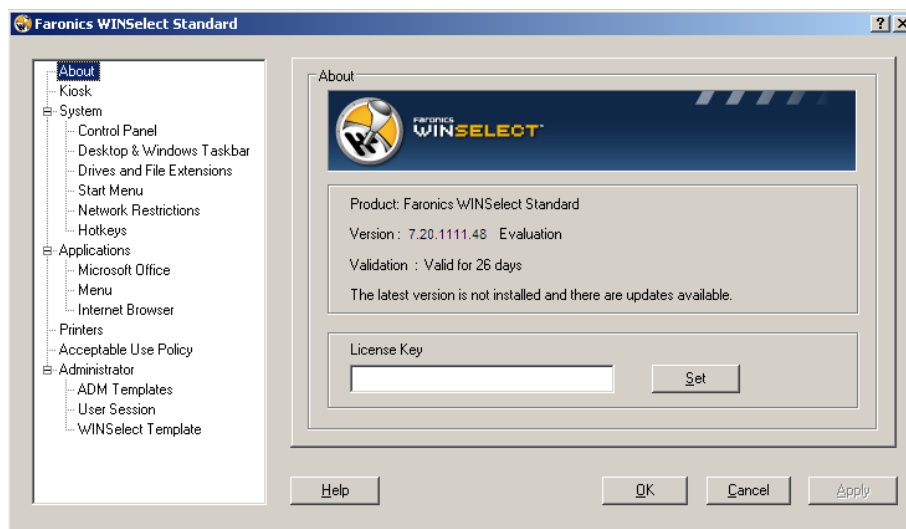 Faronics WINSelect Standard
About
Kiosk
System
Control Panel
Desktop & Windows Taskbar
Drives and File Extensions
Start Menu
Network Restrictions
Hotkeys
Applications
Microsoft Office
Menu
Internet Browser
Printers
Acceptable Use Policy
Administrator
ADM Templates
User Session
WINSelect Template
About
FARONICS
WINSELECT
Product: Faronics WINSelect Standard
Version : 7.20.1111.48 Evaluation
Validation : Valid for 26 days
The latest version is not installed and there are updates available.
License Key
Set
Help
OK
Cancel
Apply